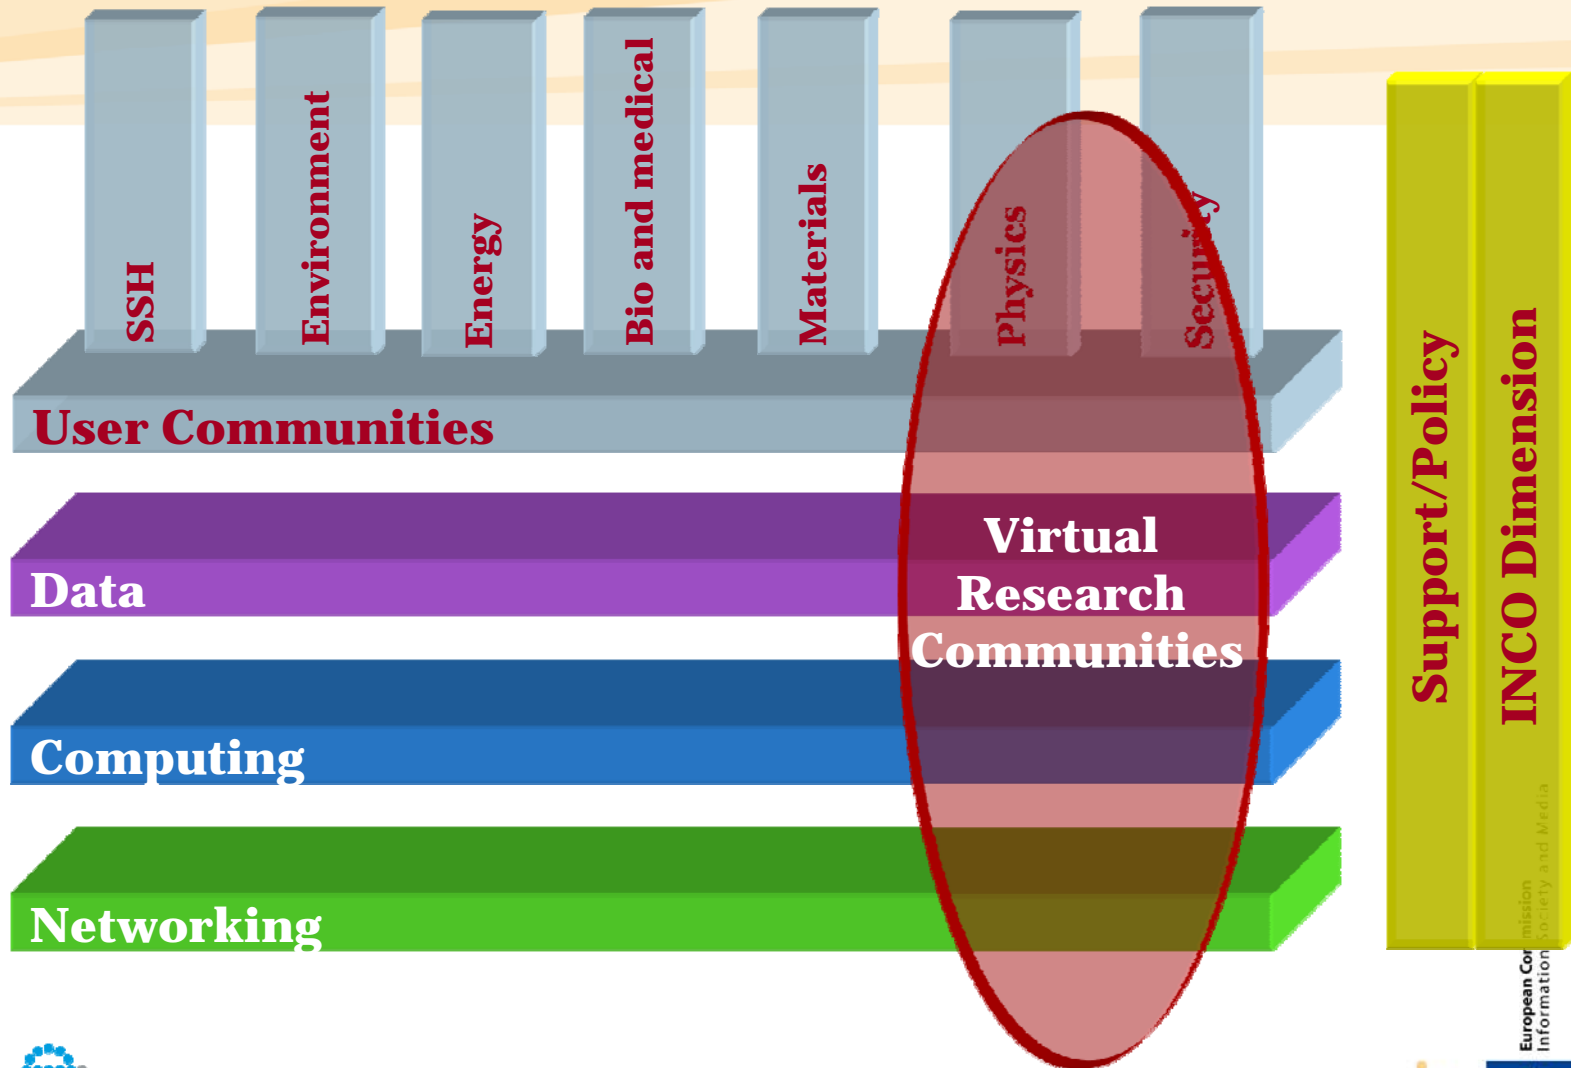 SSH
Environment
Energy
Bio and medical
Materials
Physics
Security
User Communities
Data
Computing
Networking
Virtual
Research
Communities
Support/Policy
INCO Dimension
European Commission
Information Society and Media